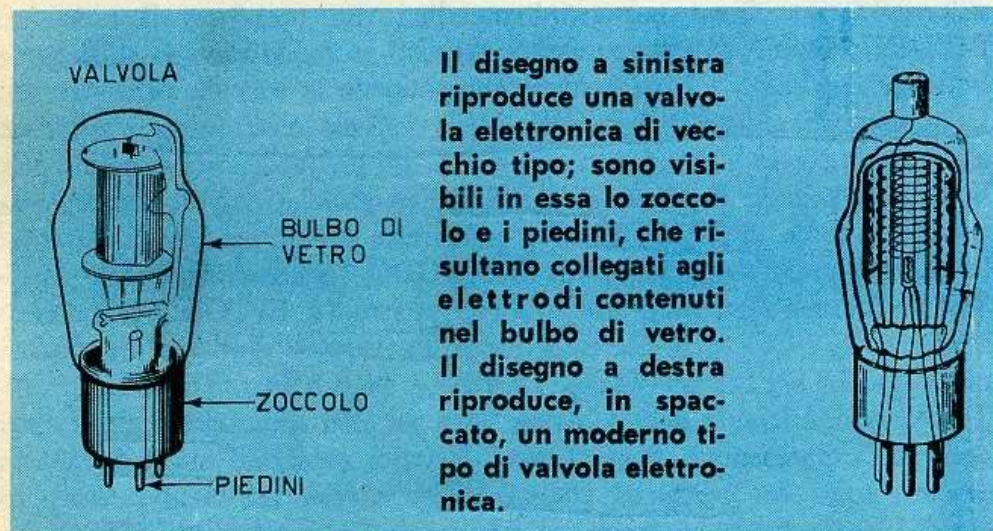 VALVOLA
BULBO DI
VETRO
ZOCCOLO
PIEDINI
Il disegno a sinistra
riproduce una valvo-
la elettronica di vec-
chio tipo; sono visi-
bili in essa lo zocco-
lo e i piedini, che ri-
sultano collegati agli
elettrodi contenuti
nel bulbo di vetro.
Il disegno a destra
riproduce, in spac-
cato, un moderno ti-
po di valvola elettro-
nica.